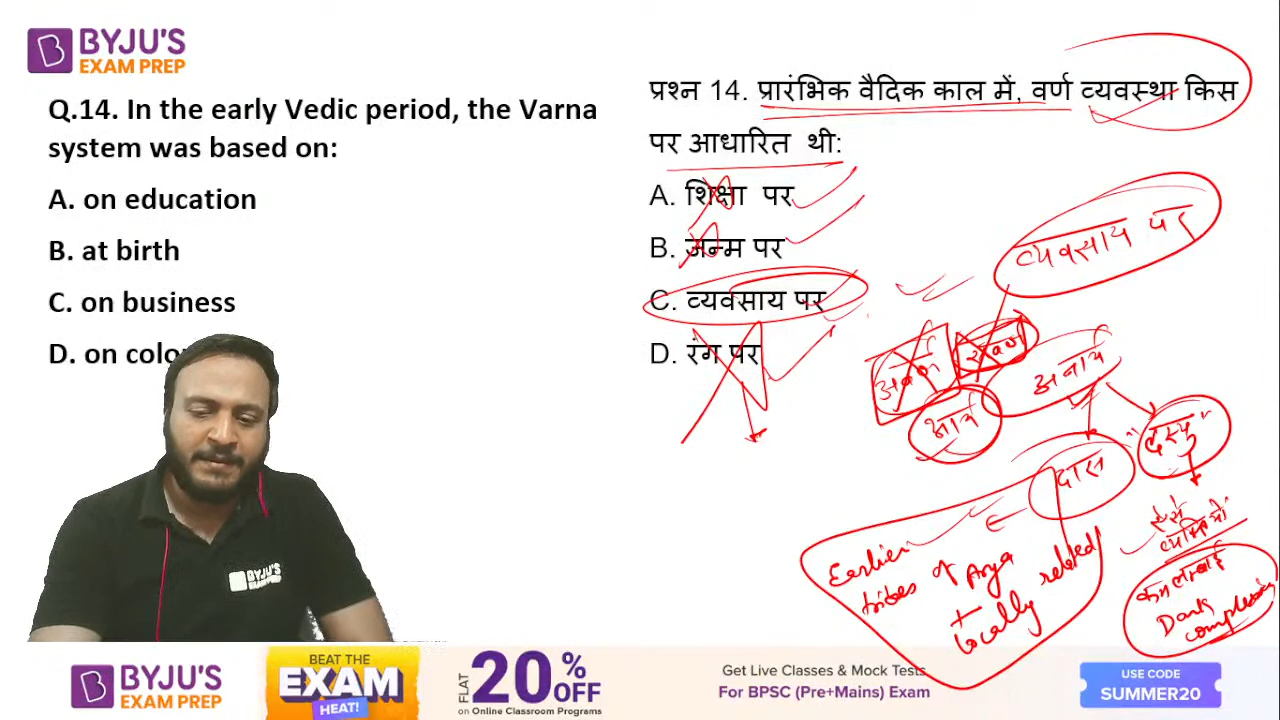 BYJU'S
EXAM PREP
Q.14. In the early Vedic period, the Varna
system was based on:
A. on education
B. at birth
C. on business
D. on colo
प्रश्न 14. प्रारंभिक वैदिक काल में, वर्ण व्यवस्था किस
पर आधारित थी:
A. शिक्षा पर
B. जन्म पर
C. व्यवसाय पर
D. रंग पर
व्यवसाय पर
अनार्य
आर्य
दास
"दस्यु"
Earlier
tribes of Arya
locally related
Dark
complexion
BYJU'S
BYJU'S
EXAM PREP
BEAT THE
EXAM
HEAT!
FLAT 20% OFF
on Online Classroom Programs
Get Live Classes & Mock Tests
For BPSC (Pre+Mains) Exam
USE CODE
SUMMER20